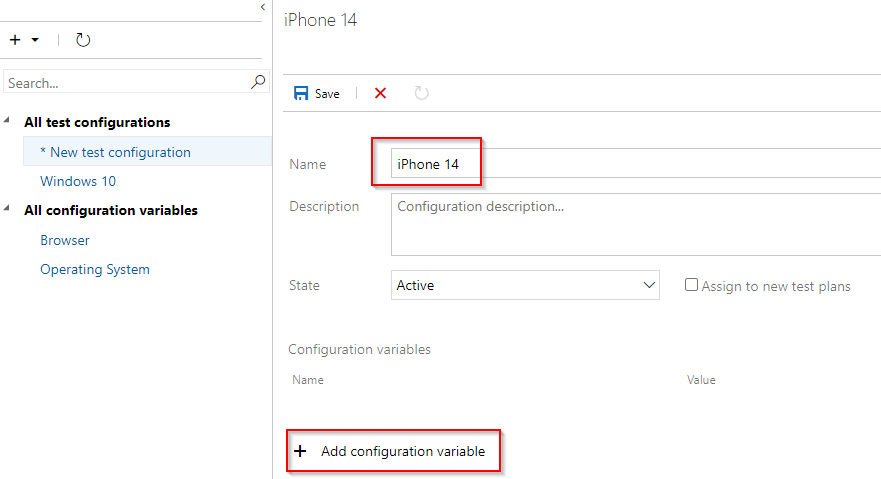 iPhone 14
Search...
Save
All test configurations
* New test configuration
Name
iPhone 14
Windows 10
Description
Configuration description...
All configuration variables
Browser
Operating System
State
Active
Assign to new test plans
Configuration variables
Name Value
+ Add configuration variable